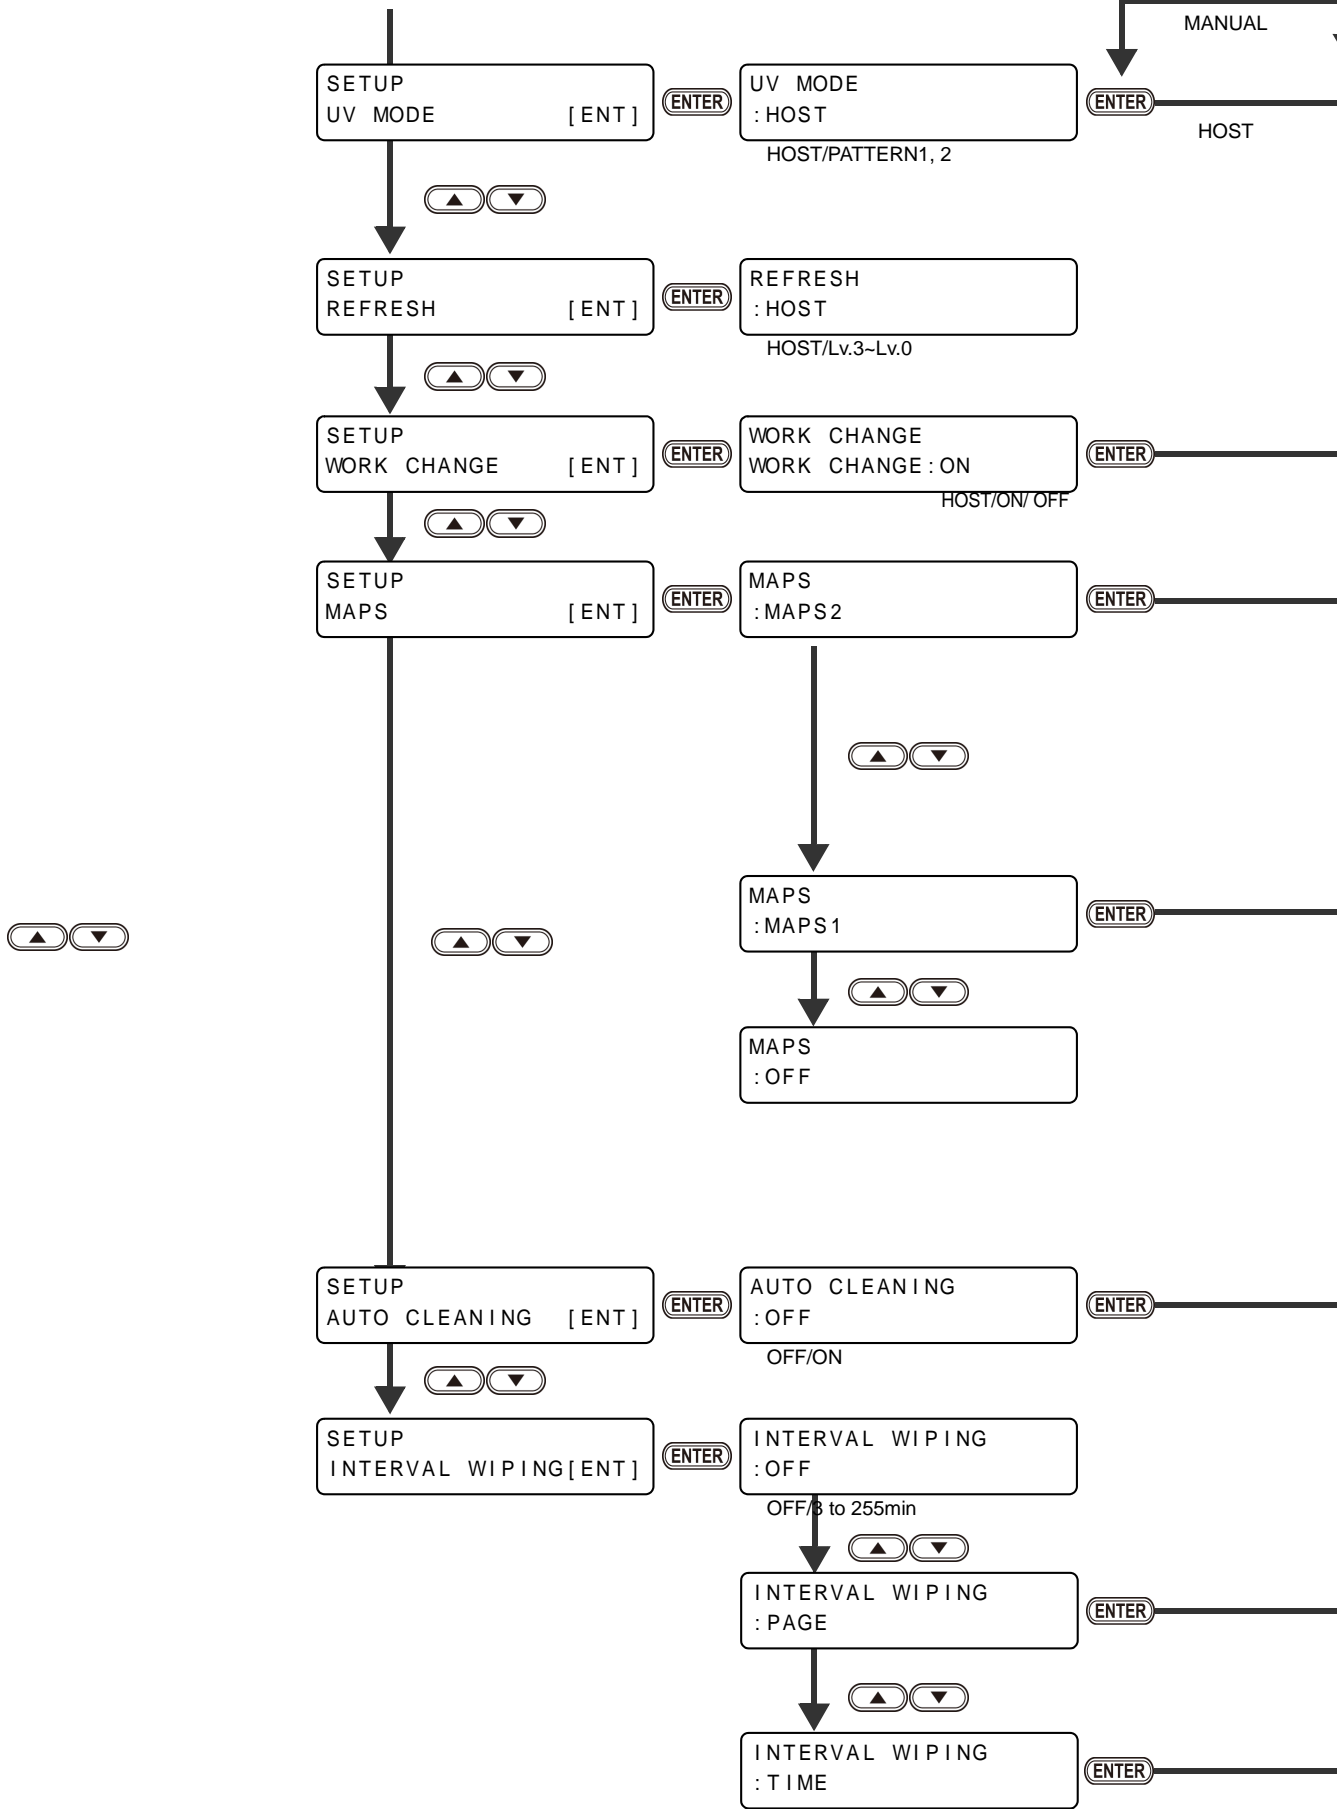 MANUAL
SETUP
UV MODE [ENT]
ENTER
UV MODE
:HOST
ENTER
HOST
HOST/PATTERN1, 2
SETUP
REFRESH [ENT]
ENTER
REFRESH
:HOST
HOST/Lv.3~Lv.0
SETUP
WORK CHANGE [ENT]
ENTER
WORK CHANGE
WORK CHANGE:ON
ENTER
HOST/ON/ OFF
SETUP
MAPS [ENT]
ENTER
MAPS
:MAPS2
ENTER
MAPS
:MAPS1
ENTER
MAPS
:OFF
SETUP
AUTO CLEANING [ENT]
ENTER
AUTO CLEANING
:OFF
ENTER
OFF/ON
SETUP
INTERVAL WIPING[ENT]
ENTER
INTERVAL WIPING
:OFF
OFF/3 to 255min
INTERVAL WIPING
:PAGE
ENTER
INTERVAL WIPING
:TIME
ENTER